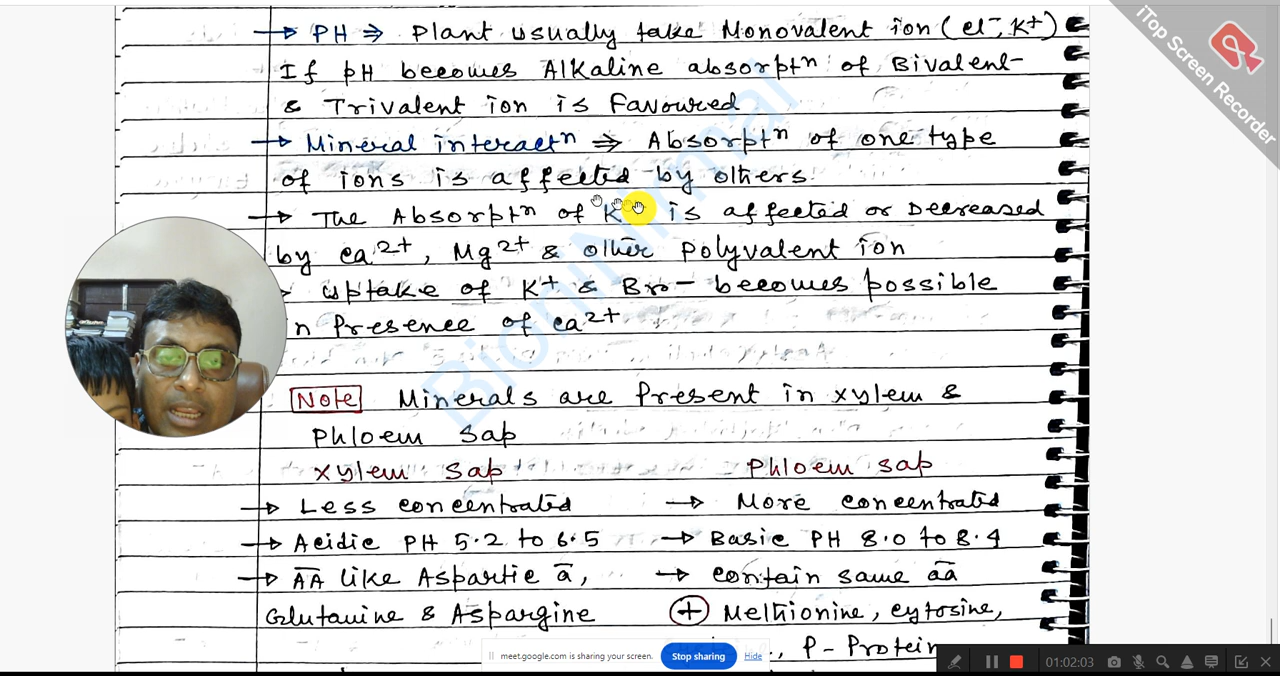 → PH ⇒ Plant usually take Monovalent ion (cl-, K+)
If pH becomes Alkaline absorptn of Bivalent-
& Trivalent ion is Favoured
→ Mineral interactn ⇒ Absorptn of one type
of ions is affected by others.
→ The Absorptn of K is affected or Decreased
by ca2+, Mg2+ & other polyvalent ion
uptake of K+ & Br- becomes possible
n Presence of ca2+
Note Minerals are Present in xylem &
Phloem sap
xylem sap Phloem sap
→ Less concentrated → More concentrated
→ Acidic PH 5.2 to 6.5 → Basic PH 8.0 to 8.4
→ AA like Aspartic a, → contain same aa
Glutamine & Aspargine + Methionine, cytosine,
, P-Protein
iTop Screen Recorder
meet.google.com is sharing your screen. Stop sharing Hide
01:02:03